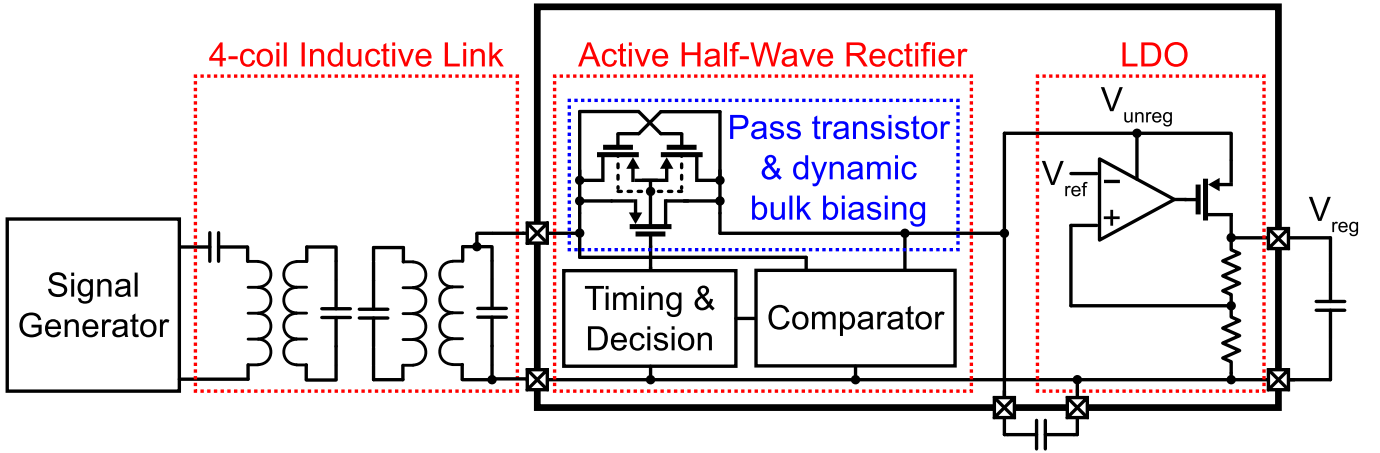 4-coil Inductive Link
Active Half-Wave Rectifier
LDO
Pass transistor
& dynamic
bulk biasing
Vunreg
Vref
−
+
Vreg
Signal
Generator
Timing &
Decision
Comparator